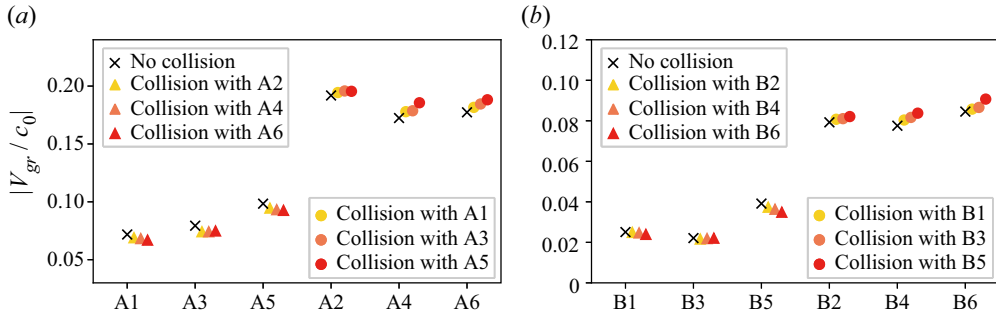 (a)
|V_gr / c_0|
0.20
0.15
0.10
0.05
No collision
Collision with A2
Collision with A4
Collision with A6
Collision with A1
Collision with A3
Collision with A5
A1 A3 A5 A2 A4 A6
(b)
0.12
0.10
0.08
0.06
0.04
0.02
0
No collision
Collision with B2
Collision with B4
Collision with B6
Collision with B1
Collision with B3
Collision with B5
B1 B3 B5 B2 B4 B6